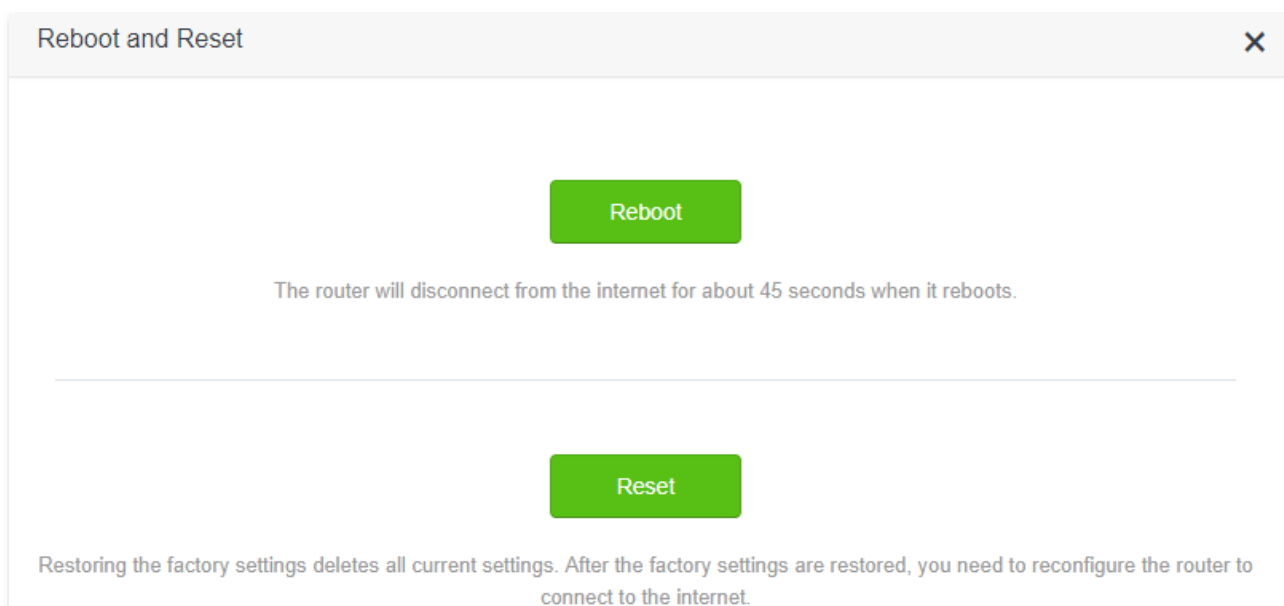 Reboot and Reset
Reboot
The router will disconnect from the internet for about 45 seconds when it reboots.
Reset
Restoring the factory settings deletes all current settings. After the factory settings are restored, you need to reconfigure the router to
connect to the internet.